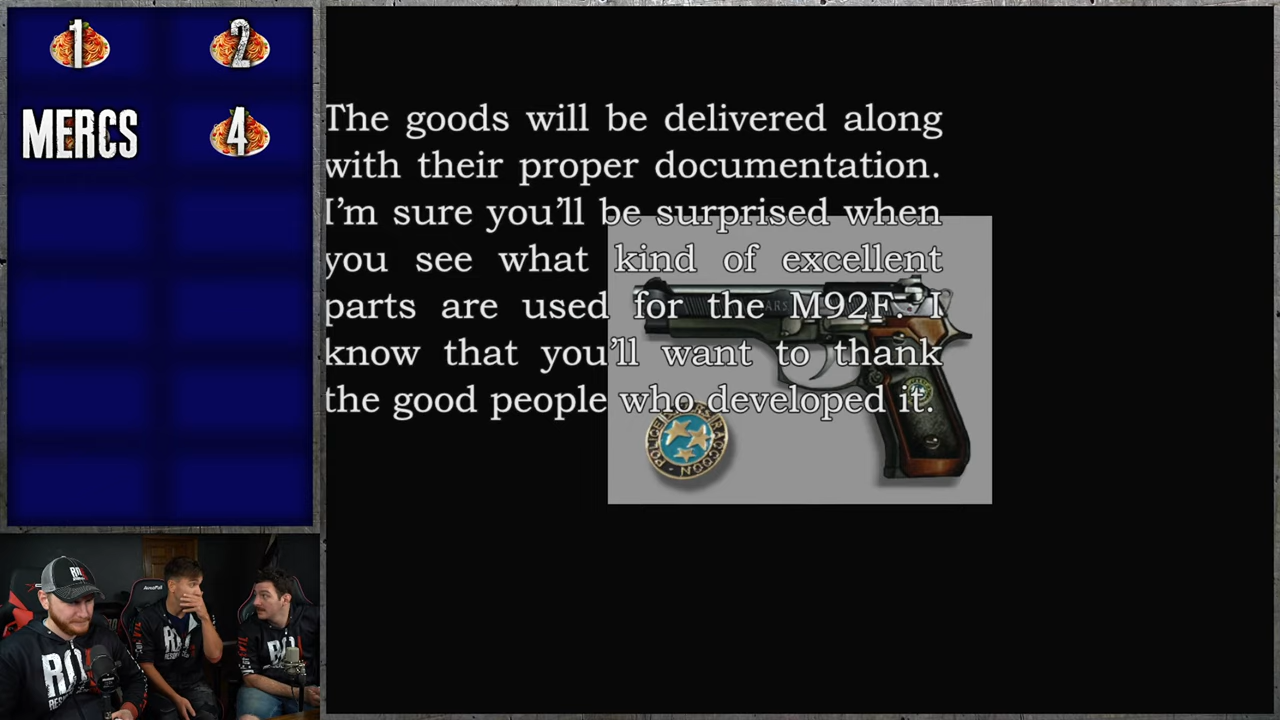 1
2
MERCS
4
The goods will be delivered along
with their proper documentation.
I'm sure you'll be surprised when
you see what kind of excellent
parts are used for the M92F. I
know that you'll want to thank
the good people who developed it.
POLICE
RACCOON